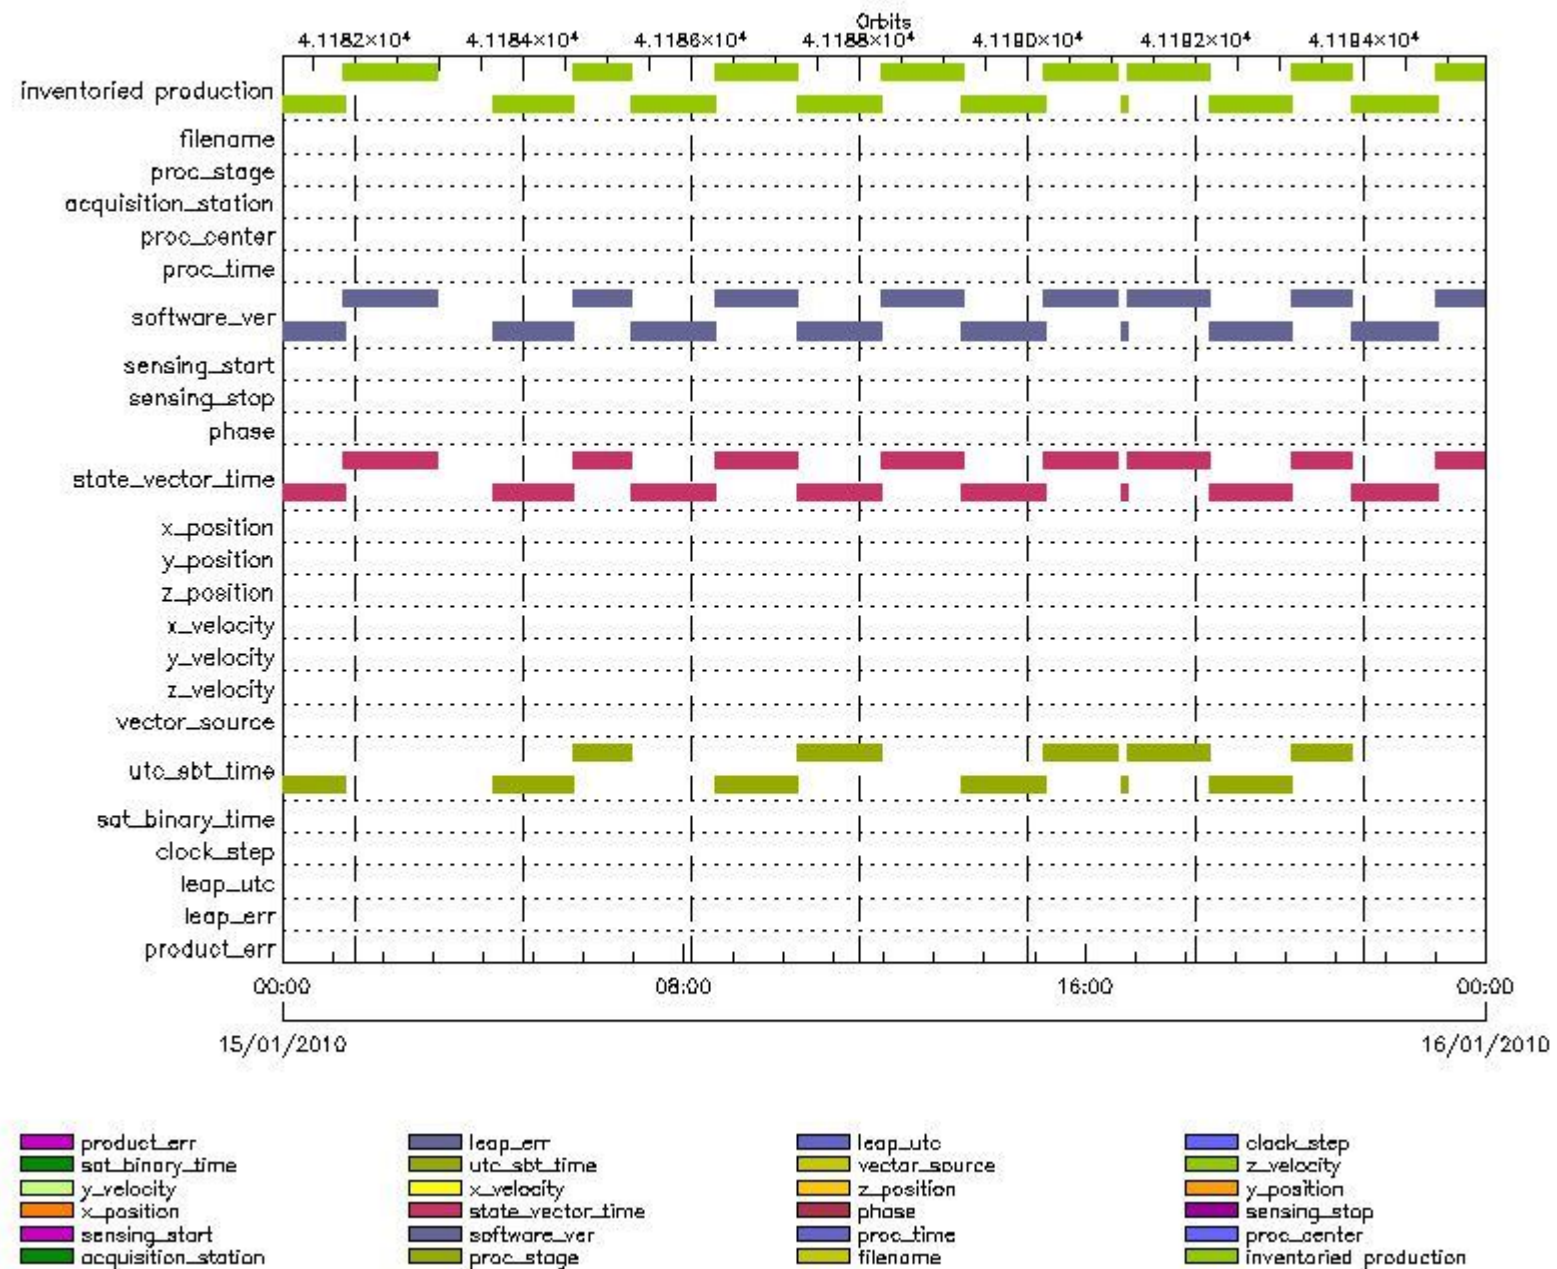 Orbits
4.1182×10⁴ 4.1184×10⁴ 4.1186×10⁴ 4.1188×10⁴ 4.1190×10⁴ 4.1192×10⁴ 4.1194×10⁴
inventoried production
filename
proc_stage
acquisition_station
proc_center
proc_time
software_ver
sensing_start
sensing_stop
phase
state_vector_time
x_position
y_position
z_position
x_velocity
y_velocity
z_velocity
vector_source
utc_sbt_time
sat_binary_time
clock_step
leap_utc
leap_err
product_err
00:00 08:00 16:00 00:00
15/01/2010 16/01/2010
product_err leap_err leap_utc clock_step
sat_binary_time utc_sbt_time vector_source z_velocity
y_velocity x_velocity z_position y_position
x_position state_vector_time phase sensing_stop
sensing_start software_ver proc_time proc_center
acquisition_station proc_stage filename inventoried production